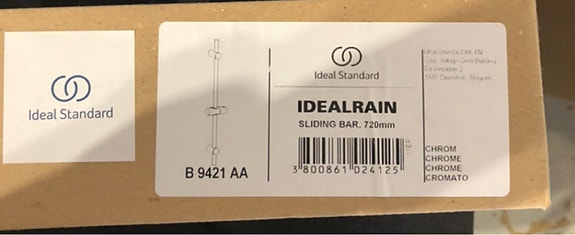 Ideal Standard
B 9421 AA
Ideal Standard
IDEALRAIN
SLIDING BAR, 720mm
3 800861 024125
CHROM
CHROME
CHROME
CROMATO